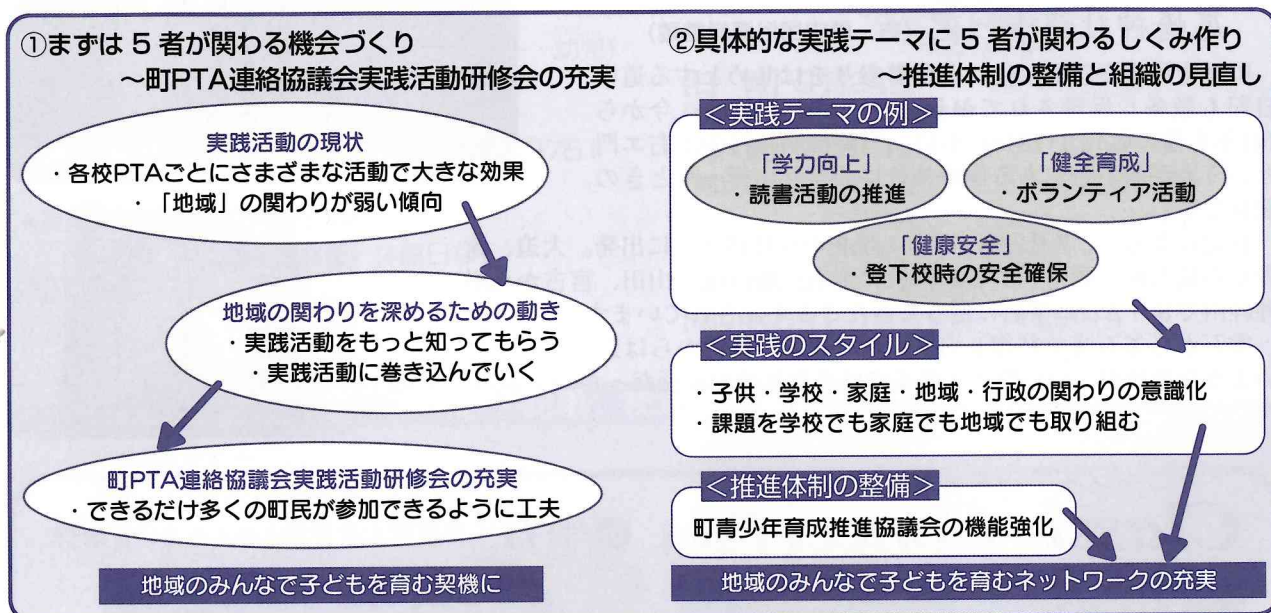 ①まずは 5 者が関わる機会づくり
～町PTA連絡協議会実践活動研修会の充実
実践活動の現状
・各校PTAごとにさまざまな活動で大きな効果
・「地域」の関わりが弱い傾向
地域の関わりを深めるための動き
・実践活動をもっと知ってもらう
・実践活動に巻き込んでいく
町PTA連絡協議会実践活動研修会の充実
・できるだけ多くの町民が参加できるように工夫
地域のみんなで子どもを育む契機に
②具体的な実践テーマに 5 者が関わるしくみ作り
～推進体制の整備と組織の見直し
＜実践テーマの例＞
「学力向上」
・読書活動の推進
「健全育成」
・ボランティア活動
「健康安全」
・登下校時の安全確保
＜実践のスタイル＞
・子供・学校・家庭・地域・行政の関わりの意識化
・課題を学校でも家庭でも地域でも取り組む
＜推進体制の整備＞
町青少年育成推進協議会の機能強化
地域のみんなで子どもを育むネットワークの充実